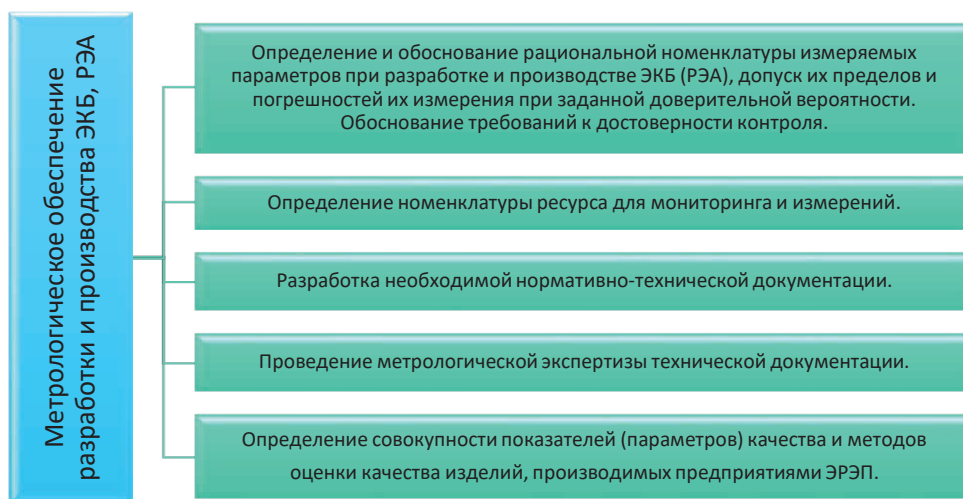 Метрологическое обеспечение
разработки и производства ЭКБ, РЭА
Определение и обоснование рациональной номенклатуры измеряемых
параметров при разработке и производстве ЭКБ (РЭА), допуск их пределов и
погрешностей их измерения при заданной доверительной вероятности.
Обоснование требований к достоверности контроля.
Определение номенклатуры ресурса для мониторинга и измерений.
Разработка необходимой нормативно-технической документации.
Проведение метрологической экспертизы технической документации.
Определение совокупности показателей (параметров) качества и методов
оценки качества изделий, производимых предприятиями ЭРЭП.